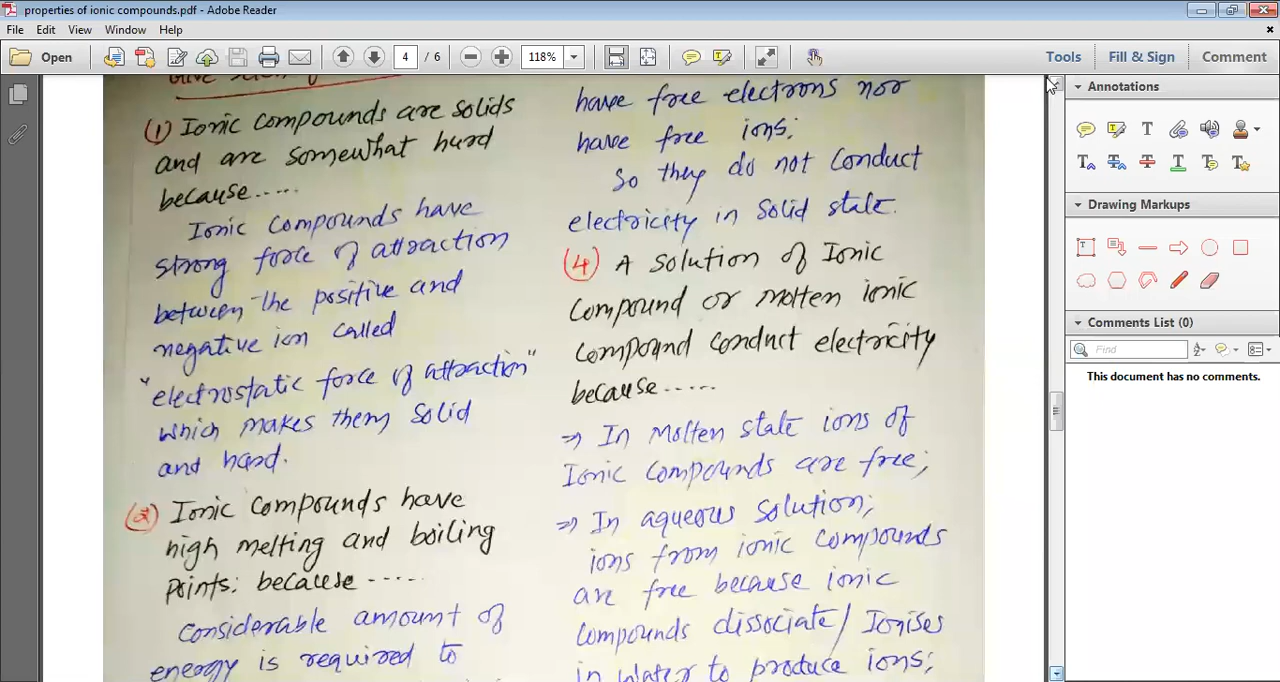 properties of ionic compounds.pdf - Adobe Reader
File Edit View Window Help
Open 4 / 6 118% Tools Fill & Sign Comment
(1) Ionic compounds are solids
and are somewhat hard
because.....
Ionic compounds have
strong force of attraction
between the positive and
negative ion called
"electrostatic force of attraction"
which makes them solid
and hard.
(2) Ionic compounds have
high melting and boiling
points: because .....
Considerable amount of
energy is required to
have free electrons nor
have free ions;
So they do not conduct
electricity in solid state.
(4) A solution of Ionic
compound or molten ionic
compound conduct electricity
because.....
⇒ In molten state ions of
Ionic compounds are free;
⇒ In aqueous solution;
ions from ionic compounds
are free because ionic
compounds dissociate/Ionises
in water to produce ions;
Annotations
T
T T T T T T
Drawing Markups
T
Comments List (0)
Find
This document has no comments.